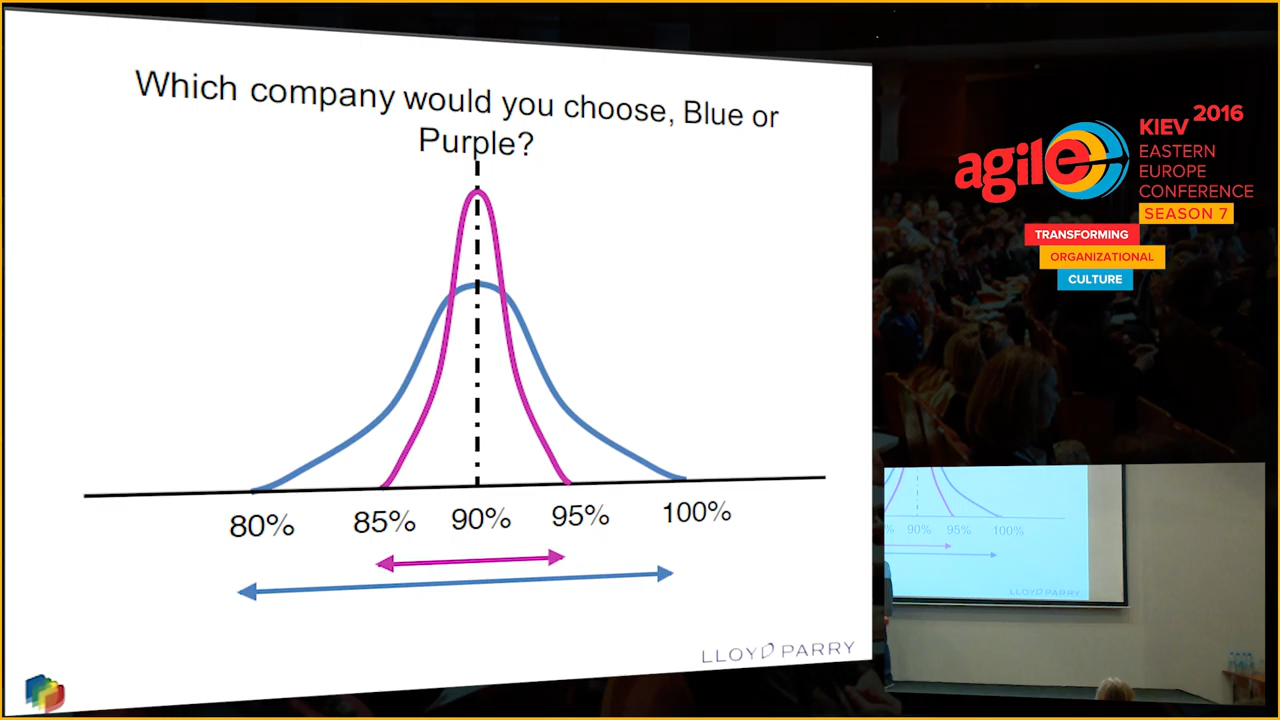 Which company would you choose, Blue or
Purple?
80% 85% 90% 95% 100%
LLOYD PARRY
agile
KIEV 2016
EASTERN
EUROPE
CONFERENCE
SEASON 7
TRANSFORMING
ORGANIZATIONAL
CULTURE
% 90% 95% 100%
LLOYD PARRY